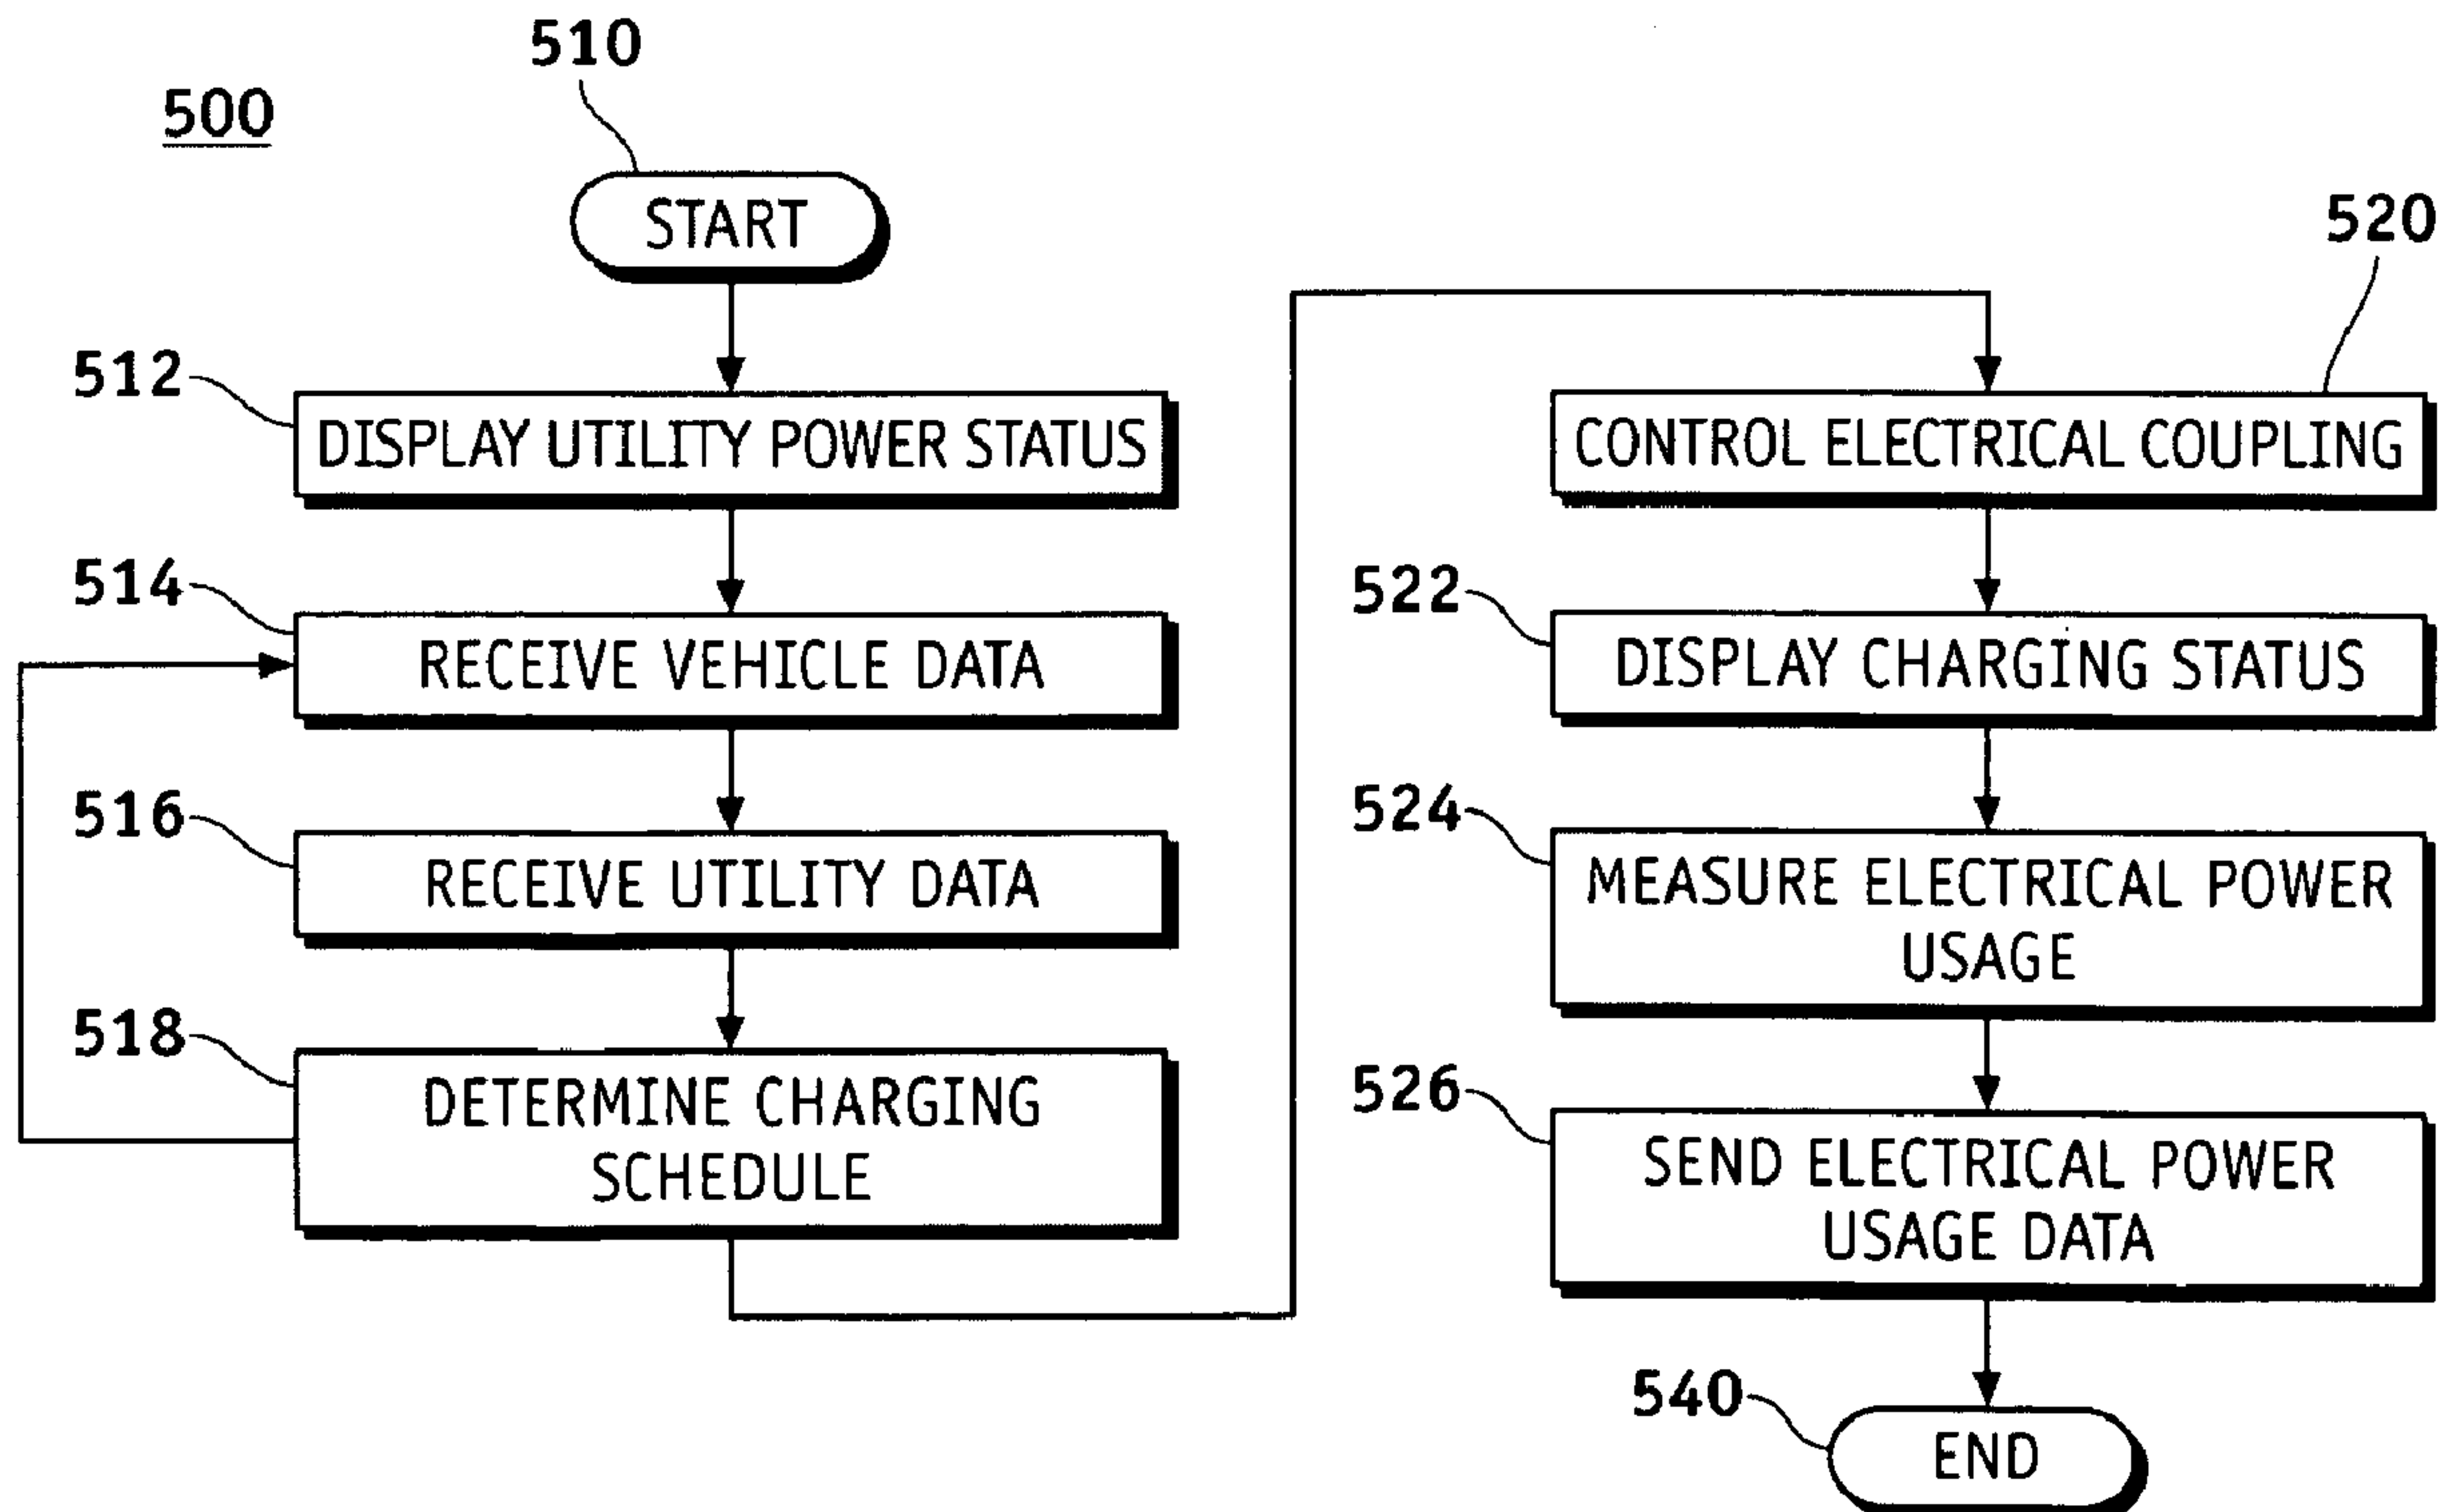 500
510
START
512
DISPLAY UTILITY POWER STATUS
514
RECEIVE VEHICLE DATA
516
RECEIVE UTILITY DATA
518
DETERMINE CHARGING
SCHEDULE
520
CONTROL ELECTRICAL COUPLING
522
DISPLAY CHARGING STATUS
524
MEASURE ELECTRICAL POWER
USAGE
526
SEND ELECTRICAL POWER
USAGE DATA
540
END